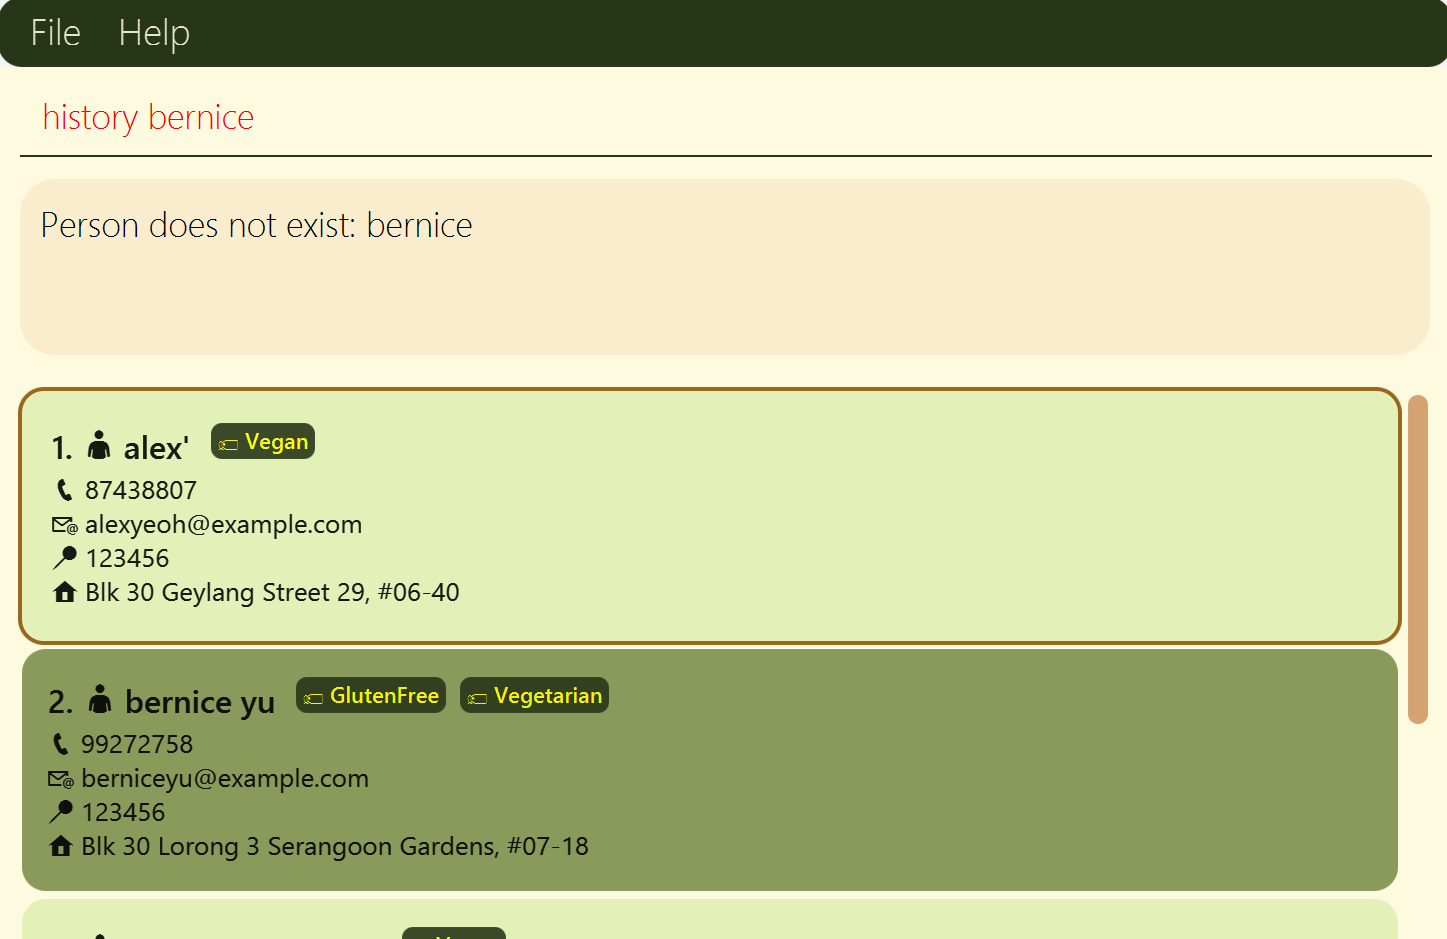 File Help
history bernice
Person does not exist: bernice
1. alex' Vegan
87438807
alexyeoh@example.com
123456
Blk 30 Geylang Street 29, #06-40
2. bernice yu GlutenFree Vegetarian
99272758
berniceyu@example.com
123456
Blk 30 Lorong 3 Serangoon Gardens, #07-18